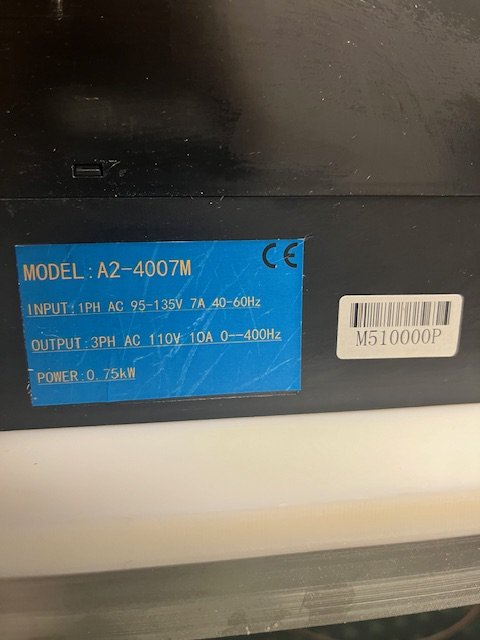 CE
MODEL:A2-4007M
INPUT:1PH AC 95-135V 7A 40-60Hz
OUTPUT:3PH AC 110V 10A 0--400Hz
POWER:0.75kW
M510000P